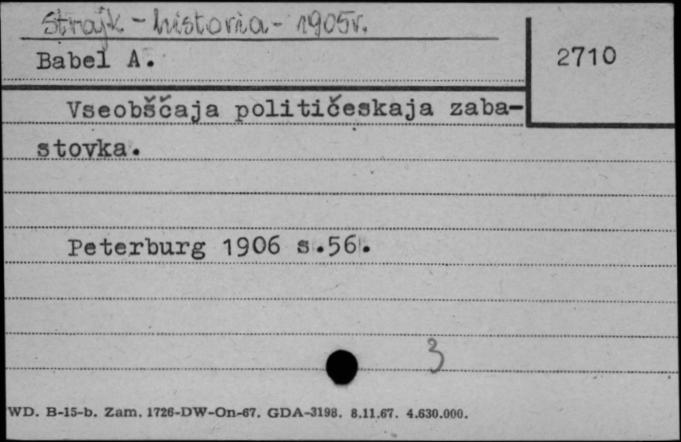 Strajk - historia - 1905r.
Babel A.
2710
Vseobščaja političeskaja zaba-
stovka.
Peterburg 1906 s.56.
3
WD. B-15-b. Zam. 1726-DW-On-67. GDA-3198. 8.11.67. 4.630.000.